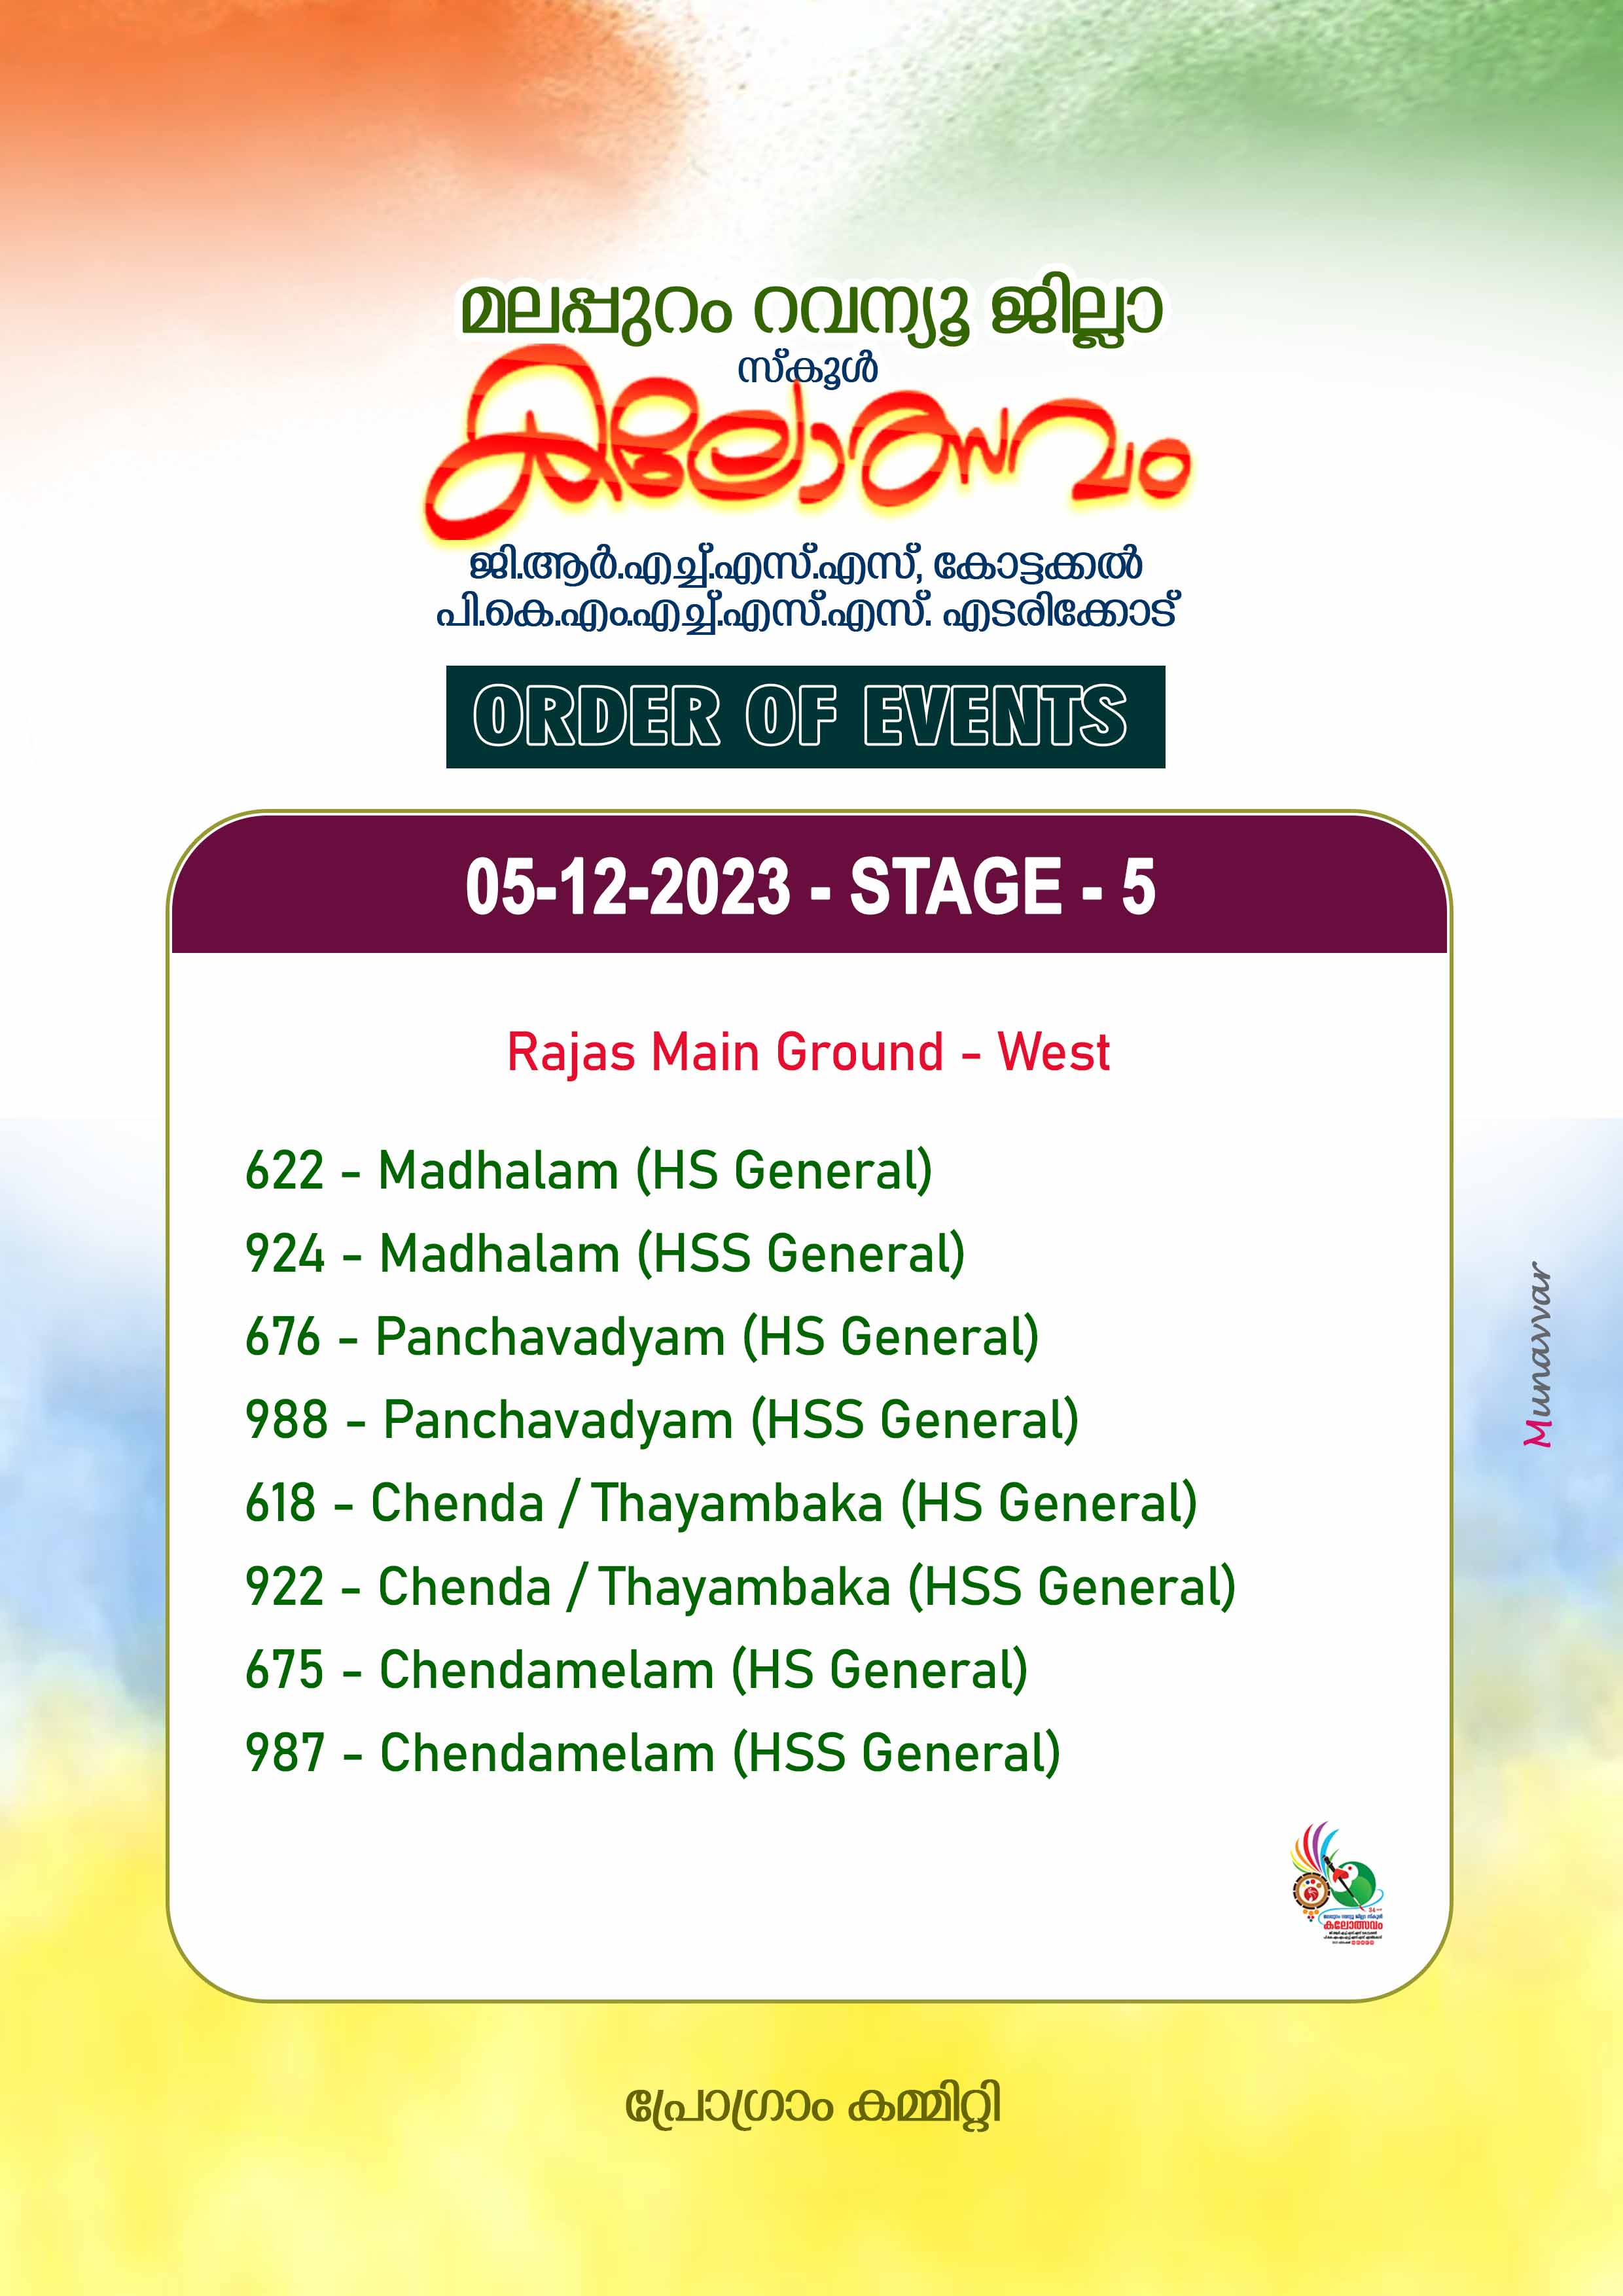 മലപ്പുറം റവന്യൂ ജില്ലാ
സ്കൂൾ
കലോത്സവം
ജി.ആർ.എച്ച്.എസ്.എസ്, കോട്ടക്കൽ
പി.കെ.എം.എച്ച്.എസ്.എസ്. എടരിക്കോട്
ORDER OF EVENTS
05-12-2023 - STAGE - 5
Rajas Main Ground - West
622 - Madhalam (HS General)
924 - Madhalam (HSS General)
676 - Panchavadyam (HS General)
988 - Panchavadyam (HSS General)
618 - Chenda / Thayambaka (HS General)
922 - Chenda / Thayambaka (HSS General)
675 - Chendamelam (HS General)
987 - Chendamelam (HSS General)
Munavvar
കലോത്സവം
പ്രോഗ്രാം കമ്മിറ്റി